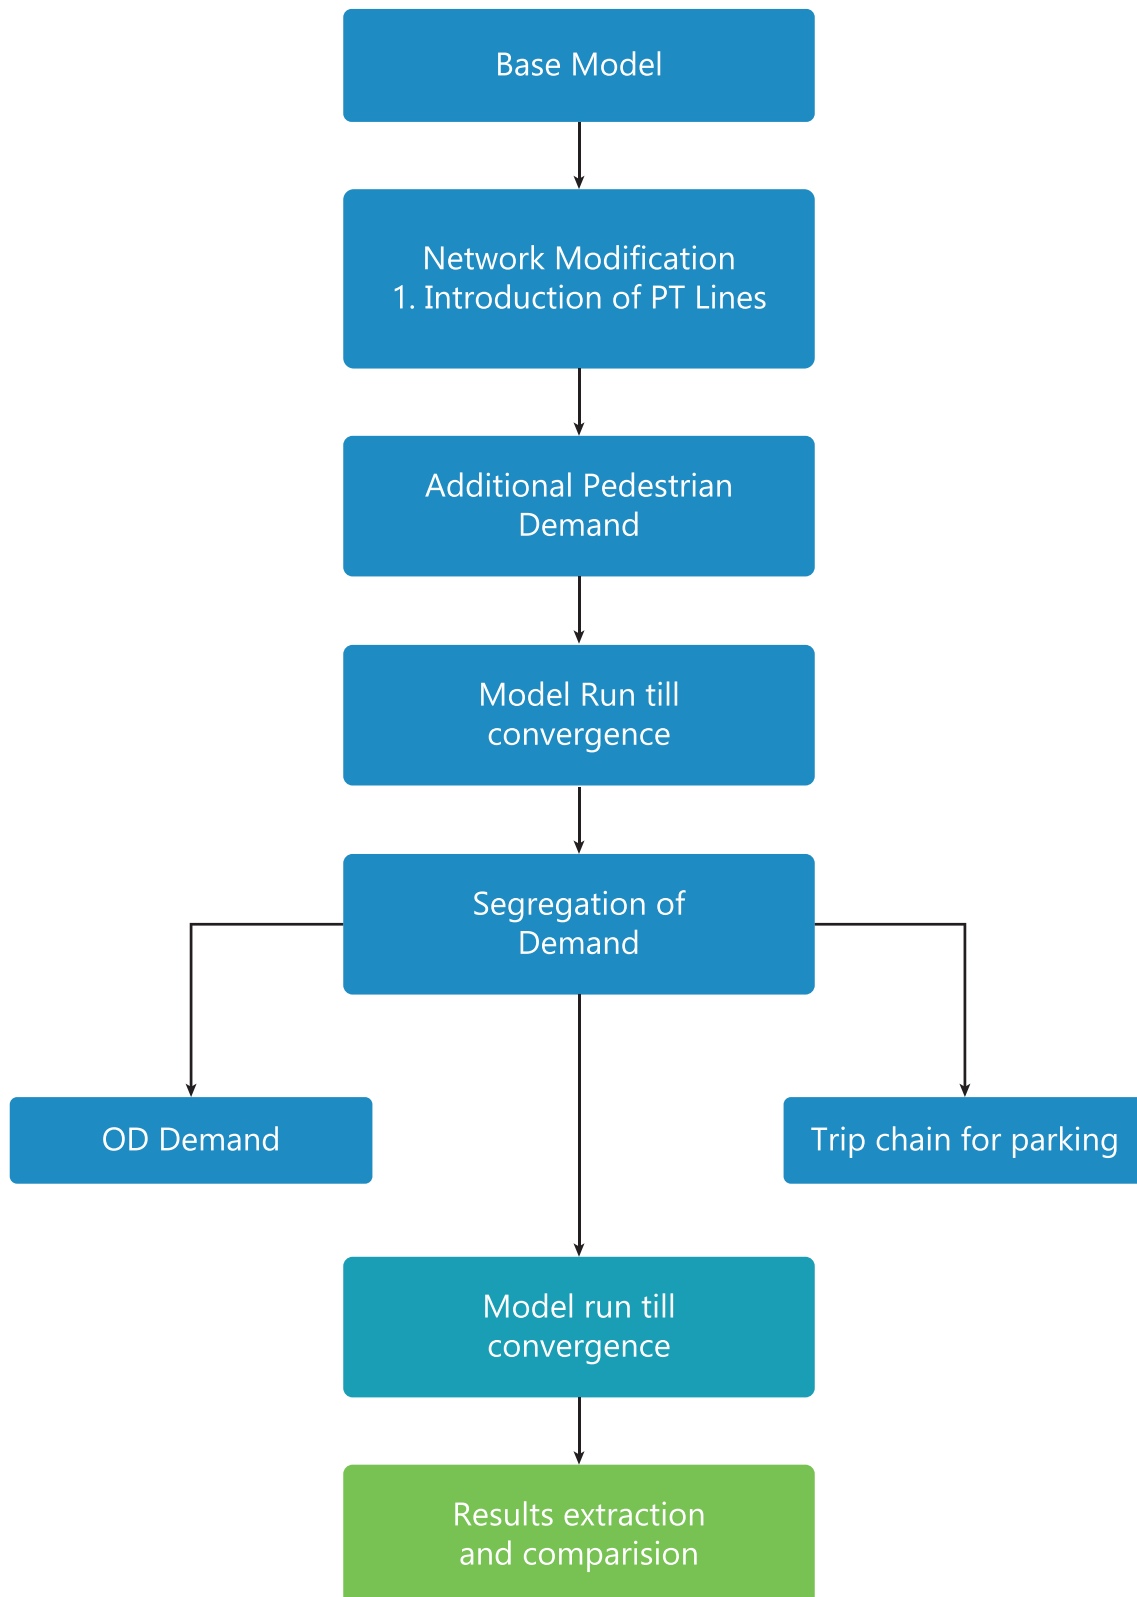 Base Model
Network Modification
1. Introduction of PT Lines
Additional Pedestrian
Demand
Model Run till
convergence
Segregation of
Demand
OD Demand
Trip chain for parking
Model run till
convergence
Results extraction
and comparision